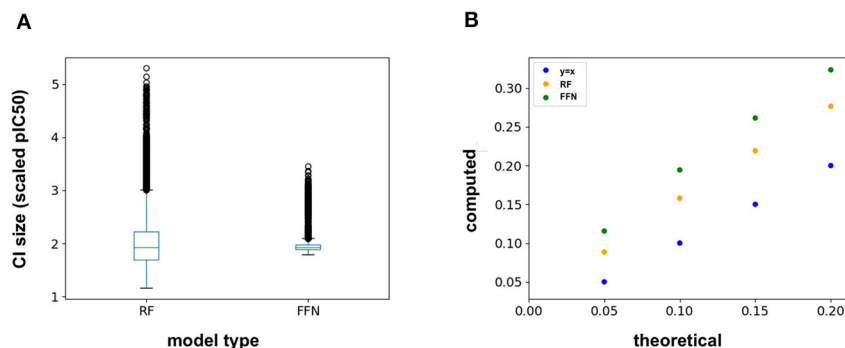 A
CI size (scaled pIC50)
5
4
3
2
1
RF
FFN
model type
B
computed
0.30
0.25
0.20
0.15
0.10
0.05
y=x
RF
FFN
0.00
0.05
0.10
0.15
0.20
theoretical